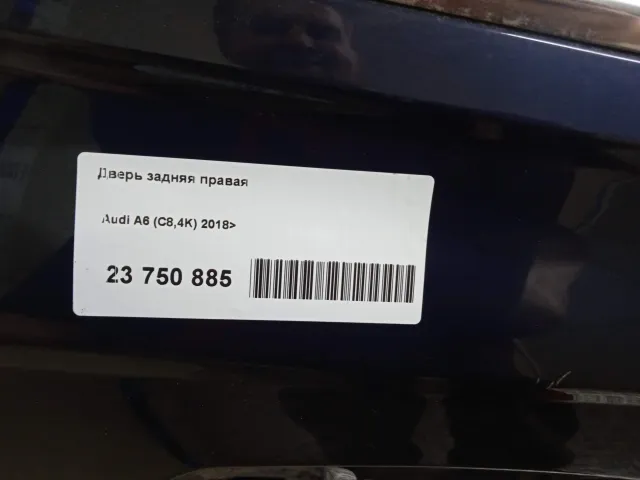 Дверь задняя правая
Audi A6 (C8,4K) 2018>
23 750 885